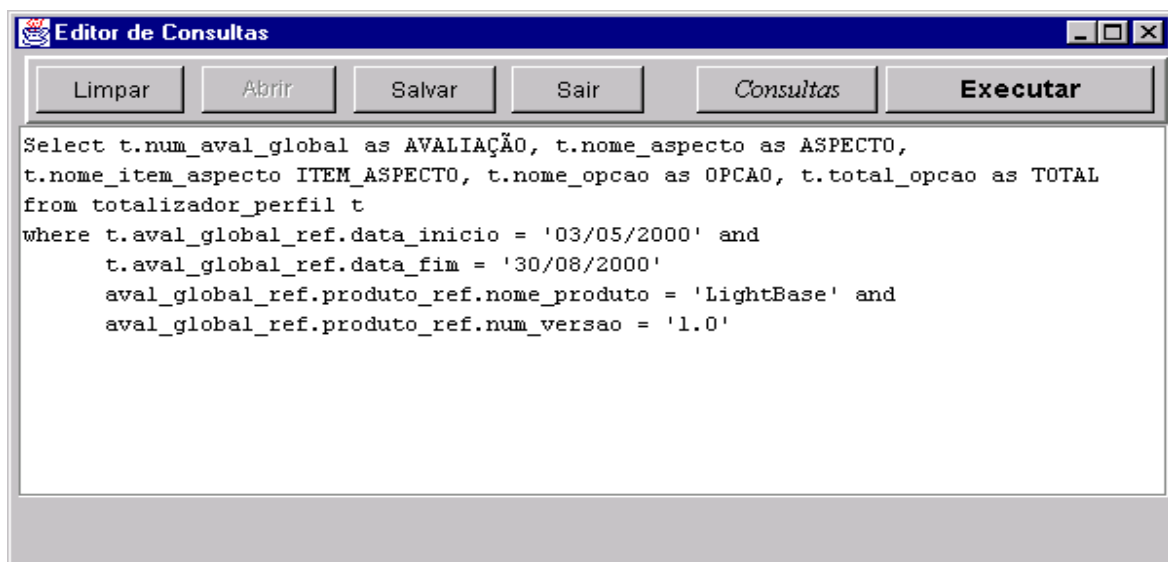 Editor de Consultas
Limpar Abrir Salvar Sair Consultas Executar
Select t.num_aval_global as AVALIAÇÃO, t.nome_aspecto as ASPECTO,
t.nome_item_aspecto ITEM_ASPECTO, t.nome_opcao as OPCAO, t.total_opcao as TOTAL
from totalizador_perfil t
where t.aval_global_ref.data_inicio = '03/05/2000' and
t.aval_global_ref.data_fim = '30/08/2000'
aval_global_ref.produto_ref.nome_produto = 'LightBase' and
aval_global_ref.produto_ref.num_versao = '1.0'